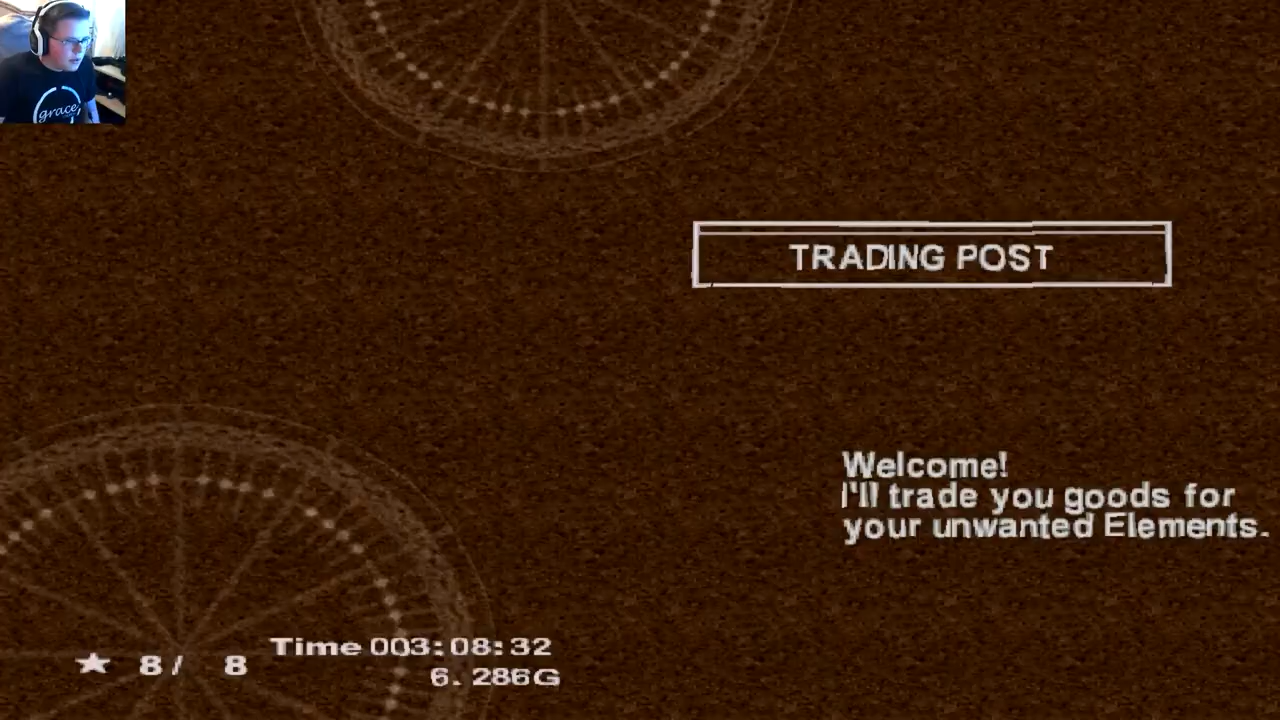 grace
TRADING POST
Welcome!
I'll trade you goods for
your unwanted Elements.
Time 003:08:32
★ 8/ 8
6. 286G